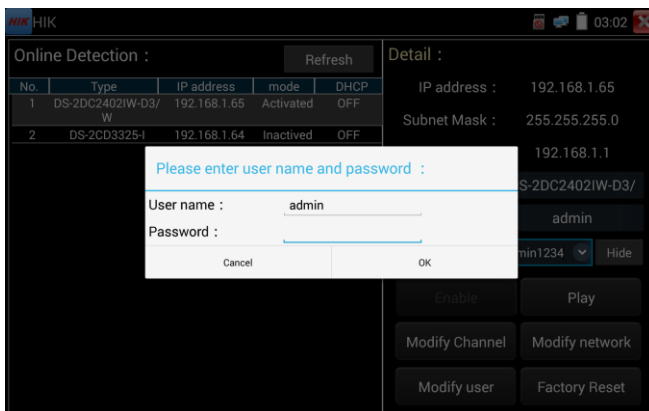 HIK HIK 03:02
Online Detection : Refresh
No. Type IP address mode DHCP
1 DS-2DC2402IW-D3/W 192.168.1.65 Activated OFF
2 DS-2CD3325-I 192.168.1.64 Inactived OFF
Detail :
IP address : 192.168.1.65
Subnet Mask : 255.255.255.0
192.168.1.1
S-2DC2402IW-D3/
admin
min1234 Hide
Please enter user name and password :
User name : admin
Password :
Cancel OK
Enable Play
Modify Channel Modify network
Modify user Factory Reset